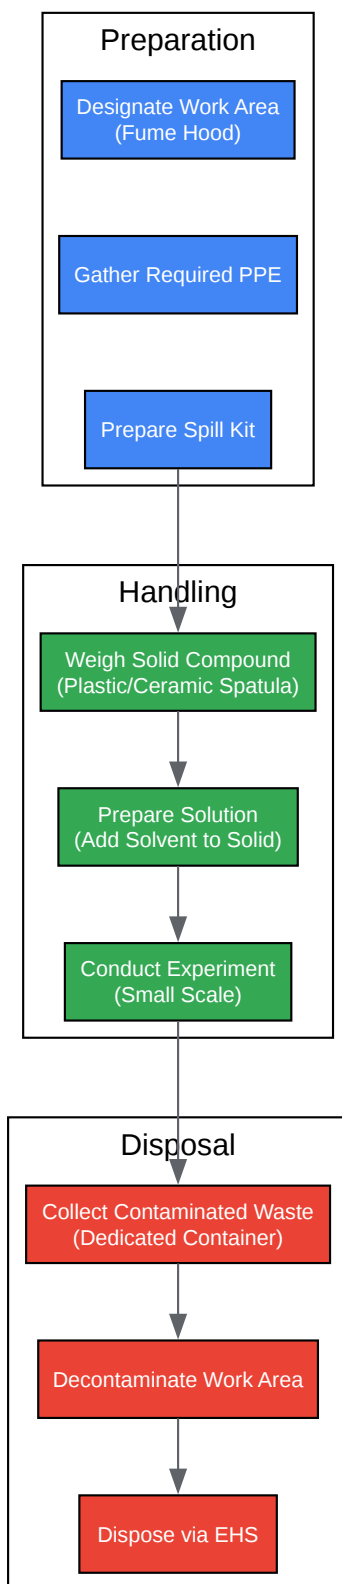 Preparation
Designate Work Area
(Fume Hood)
Gather Required PPE
Prepare Spill Kit
Handling
Weigh Solid Compound
(Plastic/Ceramic Spatula)
Prepare Solution
(Add Solvent to Solid)
Conduct Experiment
(Small Scale)
Disposal
Collect Contaminated Waste
(Dedicated Container)
Decontaminate Work Area
Dispose via EHS